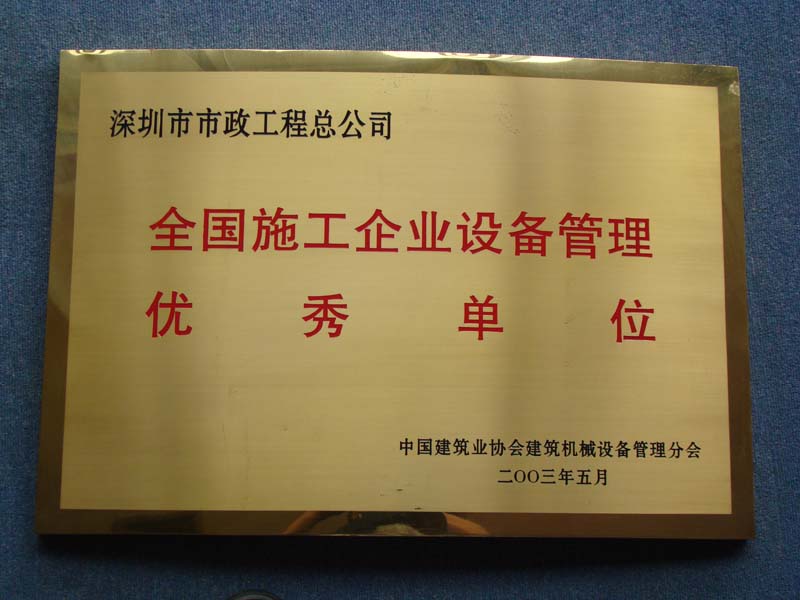 深圳市市政工程总公司
全国施工企业设备管理
优秀单位
中国建筑业协会建筑机械设备管理分会
二OO三年五月